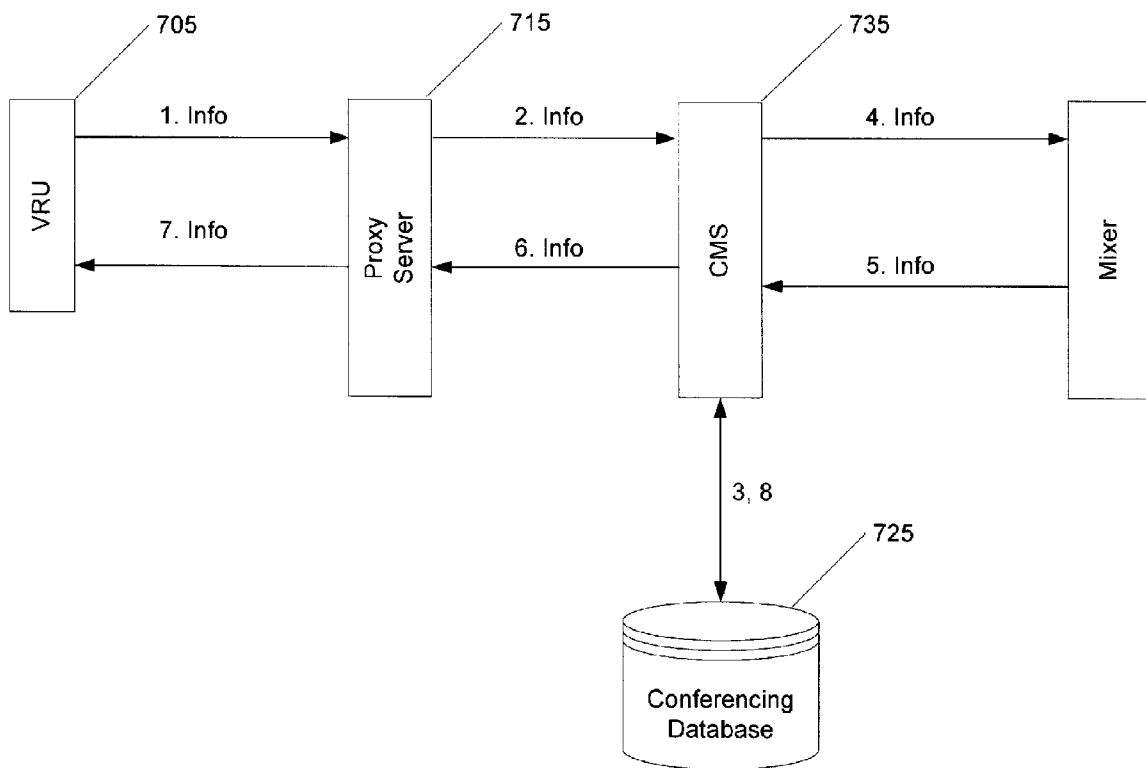 705
715
735
1. Info
2. Info
4. Info
VRU
Proxy
Server
CMS
Mixer
7. Info
6. Info
5. Info
3, 8
725
Conferencing
Database